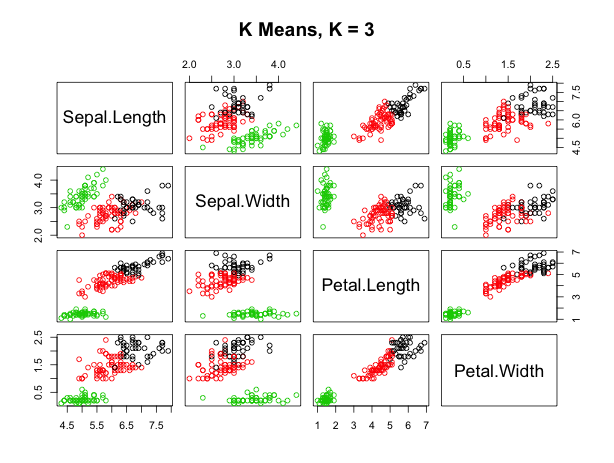 K Means, K = 3
2.0 3.0 4.0 0.5 1.5 2.5
Sepal.Length
4.5 6.0 7.5
2.0 3.0 4.0
Sepal.Width
Petal.Length
1 3 5 7
0.5 1.5 2.5
Petal.Width
4.5 5.5 6.5 7.5 1 2 3 4 5 6 7